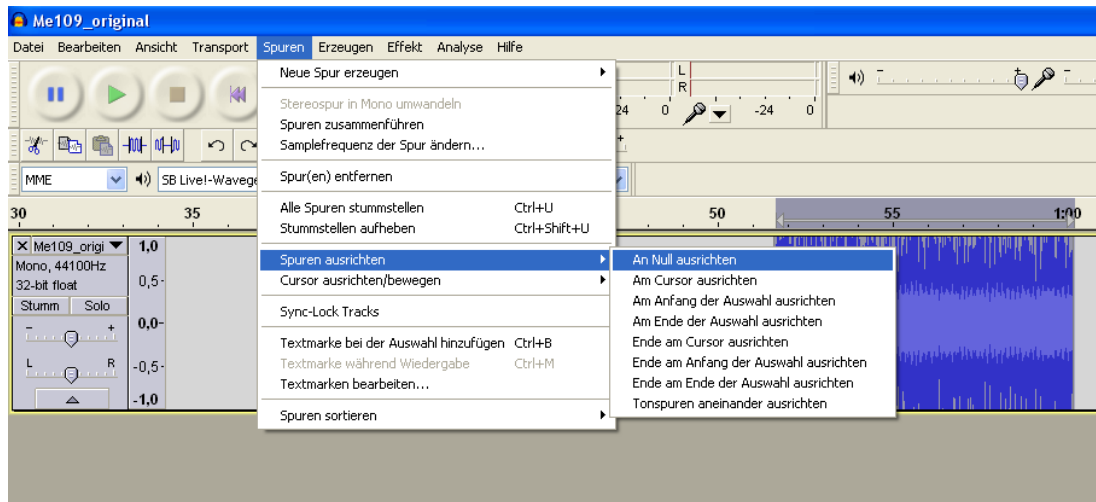 Me109_original
Datei Bearbeiten Ansicht Transport Spuren Erzeugen Effekt Analyse Hilfe
Neue Spur erzeugen
Stereospur in Mono umwandeln
Spuren zusammenführen
Samplefrequenz der Spur ändern...
Spur(en) entfernen
Alle Spuren stummstellen Ctrl+U
Stummstellen aufheben Ctrl+Shift+U
Spuren ausrichten
Cursor ausrichten/bewegen
Sync-Lock Tracks
Textmarke bei der Auswahl hinzufügen Ctrl+B
Textmarke während Wiedergabe Ctrl+M
Textmarken bearbeiten...
Spuren sortieren
An Null ausrichten
Am Cursor ausrichten
Am Anfang der Auswahl ausrichten
Am Ende der Auswahl ausrichten
Ende am Cursor ausrichten
Ende am Anfang der Auswahl ausrichten
Ende am Ende der Auswahl ausrichten
Tonspuren aneinander ausrichten
L
R
24 0 -24 0
MME SB Live!-Wavege
30 35 50 55 1:00
Me109_origi 1,0
Mono, 44100Hz
32-bit float 0,5
Stumm Solo
- + 0,0
L R -0,5
-1,0